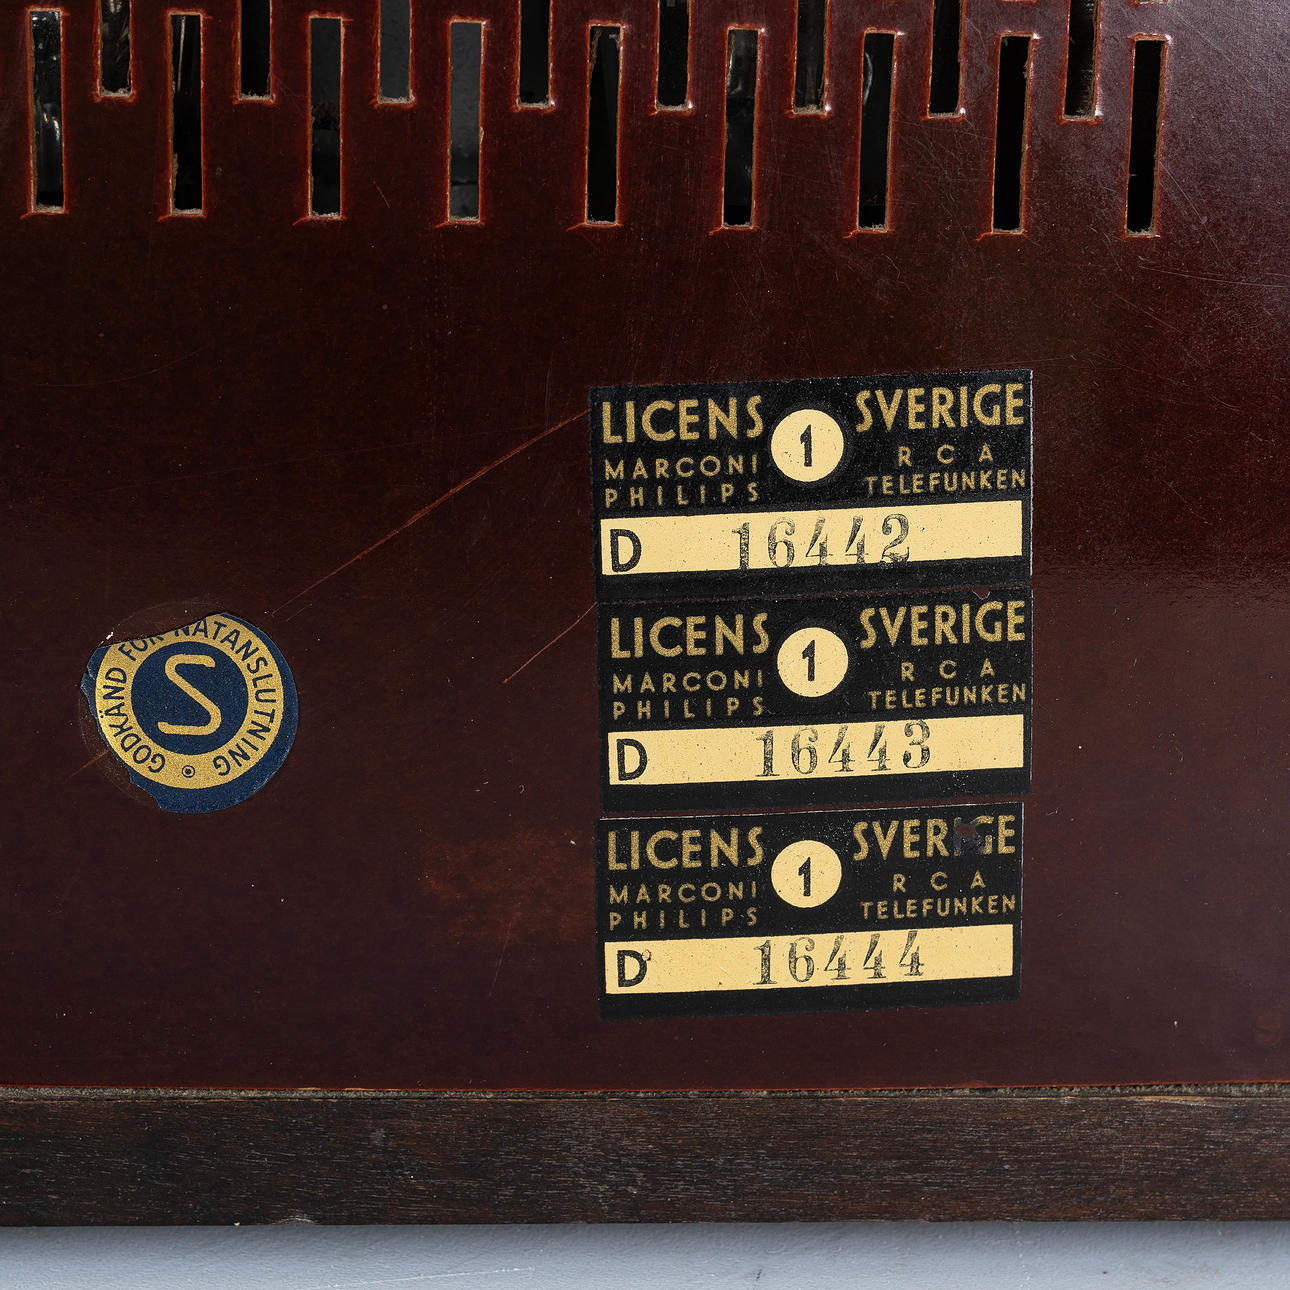 LICENS 1 SVERIGE
MARCONI R C A
PHILIPS TELEFUNKEN
D 16442
LICENS 1 SVERIGE
MARCONI R C A
PHILIPS TELEFUNKEN
D 16443
LICENS 1 SVERIGE
MARCONI R C A
PHILIPS TELEFUNKEN
D 16444
GODKÄND FÖR NÄTANSLUTNING
S